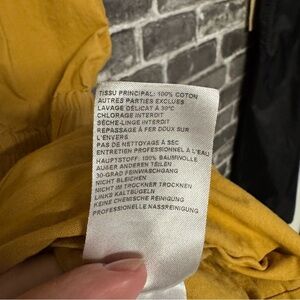 TISSU PRINCIPAL: 100% COTON
AUTRES PARTIES EXCLUES
LAVAGE DÉLICAT À 30°C
CHLORAGE INTERDIT
SÈCHE-LINGE INTERDIT
REPASSAGE À FER DOUX SUR
L'ENVERS
PAS DE NETTOYAGE À SEC
ENTRETIEN PROFESSIONNEL À L'EAU
HAUPTSTOFF: 100% BAUMWOLLE
AUßER ANDEREN TEILEN
30-GRAD FEINWASCHGANG
NICHT BLEICHEN
NICHT IM TROCKNER TROCKNEN
LINKS KALTBÜGELN
KEINE CHEMISCHE REINIGUNG
PROFESSIONELLE NASSREINIGUNG